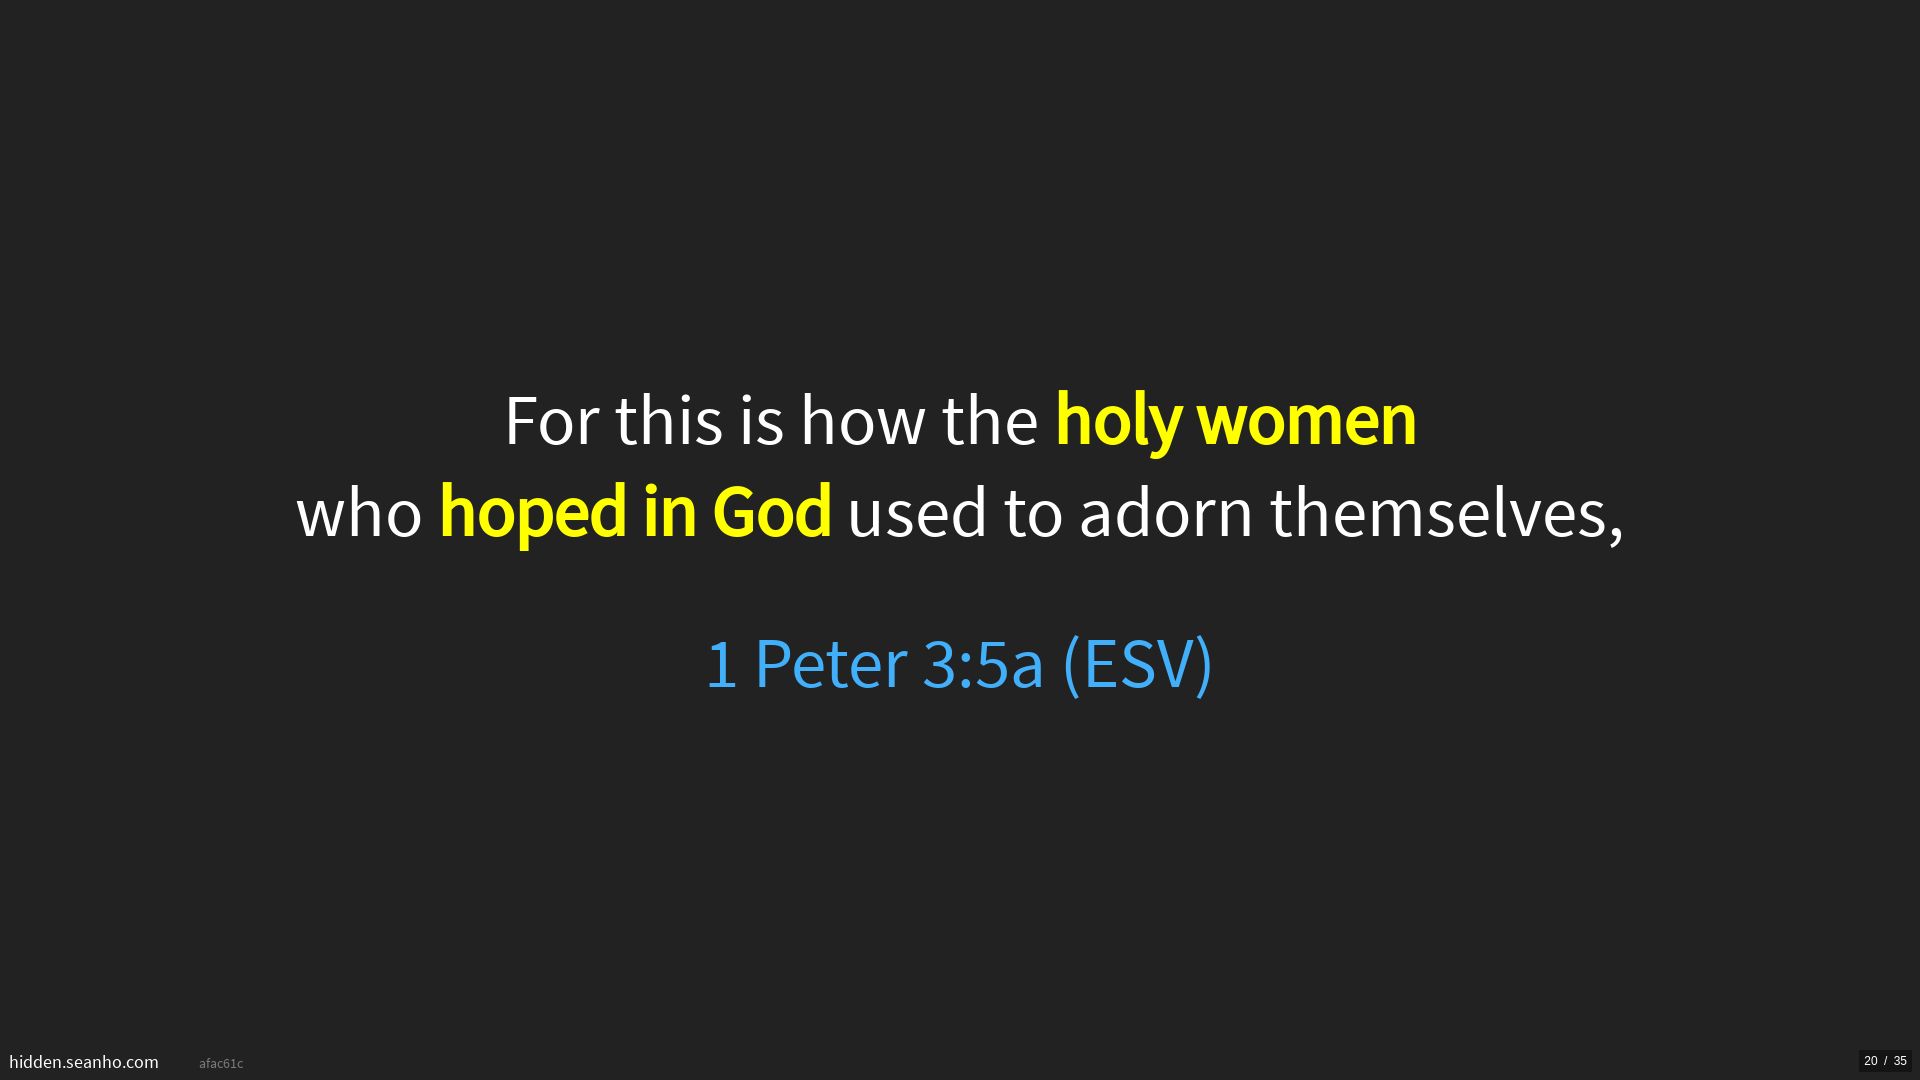 For this is how the holy women
who hoped in God used to adorn themselves,
1 Peter 3:5a (ESV)
hidden.seanho.com afac61c
20 / 35